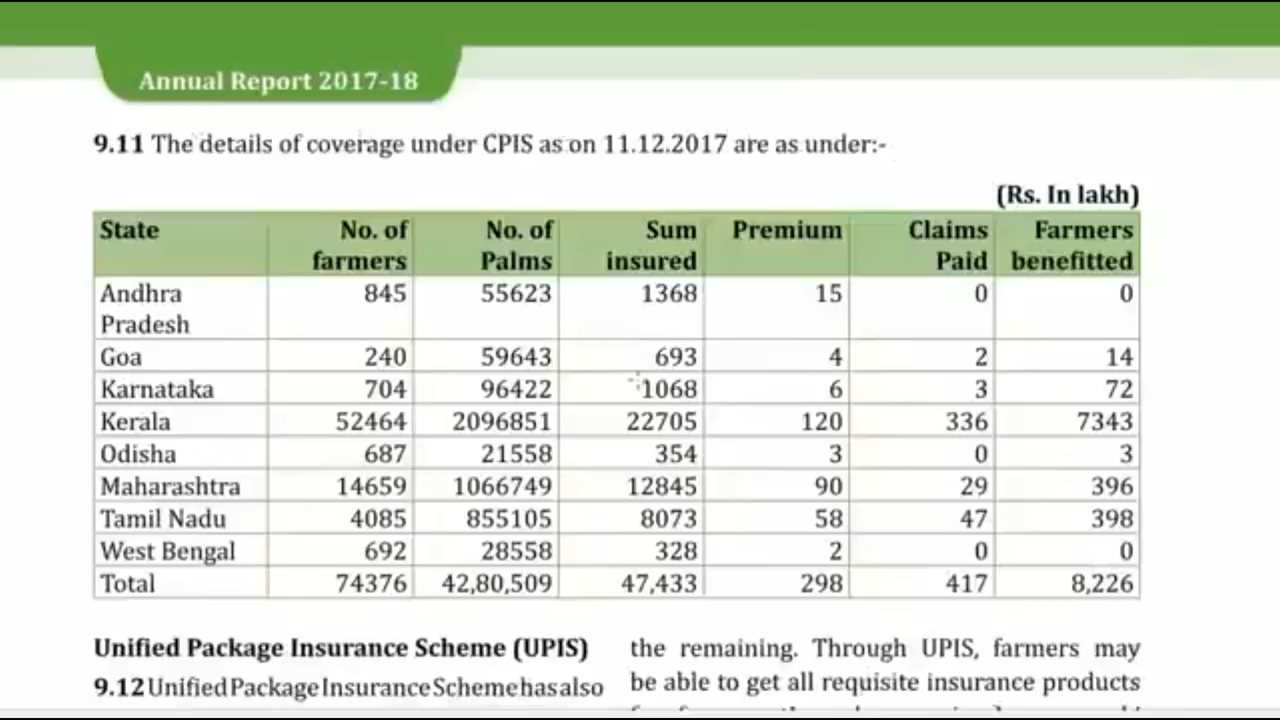 Annual Report 2017-18
9.11 The details of coverage under CPIS as on 11.12.2017 are as under:-
(Rs. In lakh)
State No. of farmers No. of Palms Sum insured Premium Claims Paid Farmers benefitted
Andhra Pradesh 845 55623 1368 15 0 0
Goa 240 59643 693 4 2 14
Karnataka 704 96422 1068 6 3 72
Kerala 52464 2096851 22705 120 336 7343
Odisha 687 21558 354 3 0 3
Maharashtra 14659 1066749 12845 90 29 396
Tamil Nadu 4085 855105 8073 58 47 398
West Bengal 692 28558 328 2 0 0
Total 74376 42,80,509 47,433 298 417 8,226
Unified Package Insurance Scheme (UPIS)
9.12 Unified Package Insurance Scheme has also
the remaining. Through UPIS, farmers may
be able to get all requisite insurance products